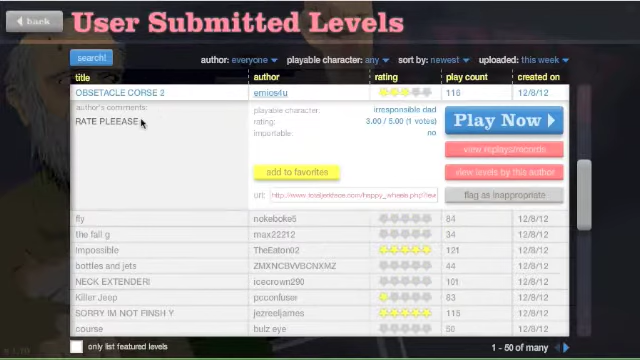 back
User Submitted Levels
search!
author: everyone playable character: any sort by: newest uploaded: this week
title author rating play count created on
OBSETACLE CORSE 2 emios4u 116 12/8/12
author's comments:
RATE PLEEASE
playable character: irresponsible dad
rating: 3.00 / 5.00 (1 votes)
importable: no
Play Now
view replays/records
add to favorites
view levels by this author
url:
flag as inappropriate
fly nokeboke5 84 12/8/12
the fall g max22212 34 12/8/12
Impossible TheEaton02 121 12/8/12
bottles and jets ZMXNCBVVBCNXMZ 44 12/8/12
NECK EXTENDER! icecrown290 101 12/8/12
Killer Jeep pcconfuser 83 12/8/12
SORRY IM NOT FINSH Y jezreeljames 12/8/12
course bulz eye 50 12/8/12
only list featured levels
1 - 50 of many